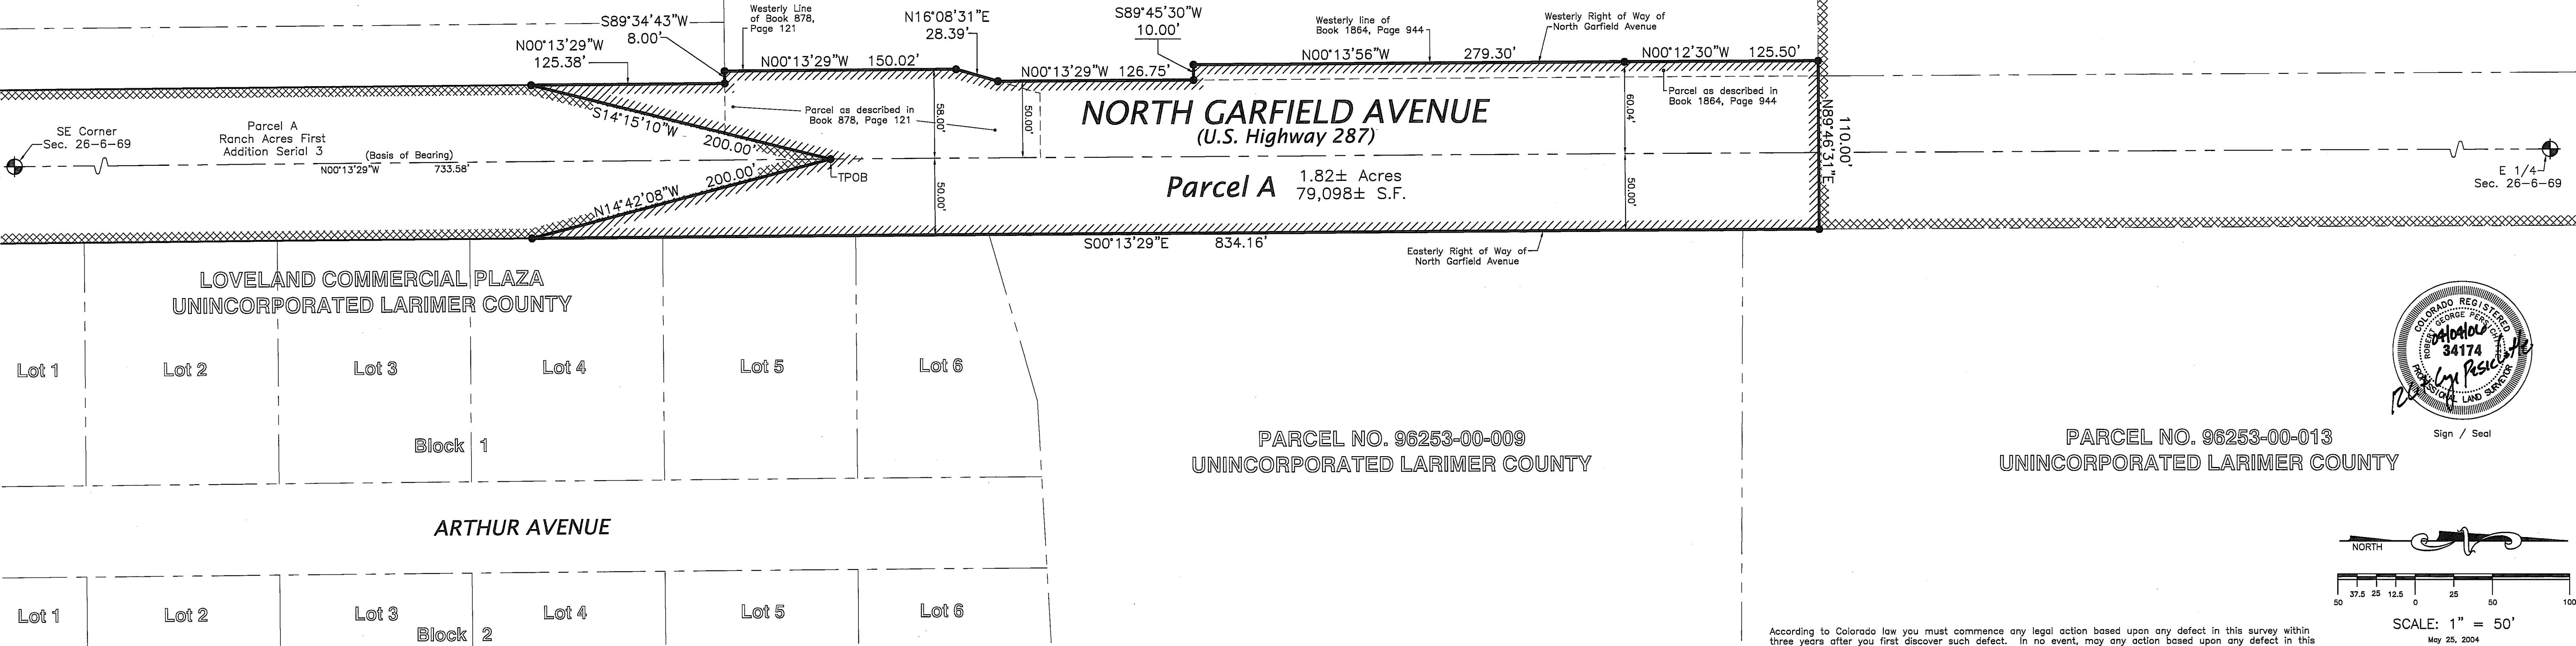 S89°34'43"W
8.00'
Westerly Line
of Book 878,
Page 121
N16°08'31"E
28.39'
S89°45'30"W
10.00'
Westerly line of
Book 1864, Page 944
Westerly Right of Way of
North Garfield Avenue
N00°13'29"W
125.38'
N00°13'29"W 150.02'
N00°13'29"W 126.75'
N00°13'56"W 279.30'
N00°12'30"W 125.50'
SE Corner
Sec. 26-6-69
Parcel A
Ranch Acres First
Addition Serial 3
(Basis of Bearing)
N00°13'29"W 733.58'
S14°15'10"W
200.00'
N14°42'08"W
200.00'
TPOB
Parcel as described in
Book 878, Page 121
58.00'
50.00'
50.00'
NORTH GARFIELD AVENUE
(U.S. Highway 287)
Parcel A
1.82± Acres
79,098± S.F.
60.04'
50.00'
Parcel as described in
Book 1864, Page 944
110.00'
N89°46'31"E
E 1/4
Sec. 26-6-69
S00°13'29"E 834.16'
Easterly Right of Way of
North Garfield Avenue
LOVELAND COMMERCIAL PLAZA
UNINCORPORATED LARIMER COUNTY
Lot 1
Lot 2
Lot 3
Lot 4
Lot 5
Lot 6
Block 1
PARCEL NO. 96253-00-009
UNINCORPORATED LARIMER COUNTY
PARCEL NO. 96253-00-013
UNINCORPORATED LARIMER COUNTY
COLORADO REGISTERED
ROBERT GEORGE
04/04/06
34174
PROFESSIONAL LAND SURVEYOR
Sign / Seal
ARTHUR AVENUE
Lot 1
Lot 2
Lot 3
Lot 4
Lot 5
Lot 6
Block 2
NORTH
50 37.5 25 12.5 0 25 50 100
SCALE: 1" = 50'
May 25, 2004
According to Colorado law you must commence any legal action based upon any defect in this survey within
three years after you first discover such defect. In no event, may any action based upon any defect in this